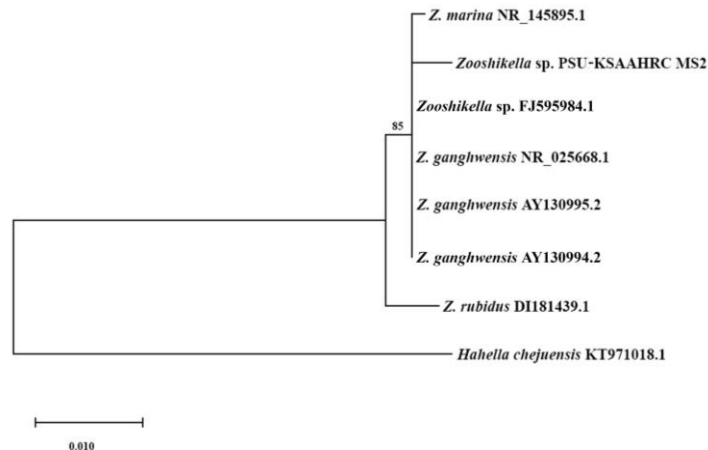 Z. marina NR_145895.1
Zooshikella sp. PSU-KSAAHRC MS2
Zooshikella sp. FJ595984.1
85
Z. ganghwensis NR_025668.1
Z. ganghwensis AY130995.2
Z. ganghwensis AY130994.2
Z. rubidus DI181439.1
Hahella chejuensis KT971018.1
0.010